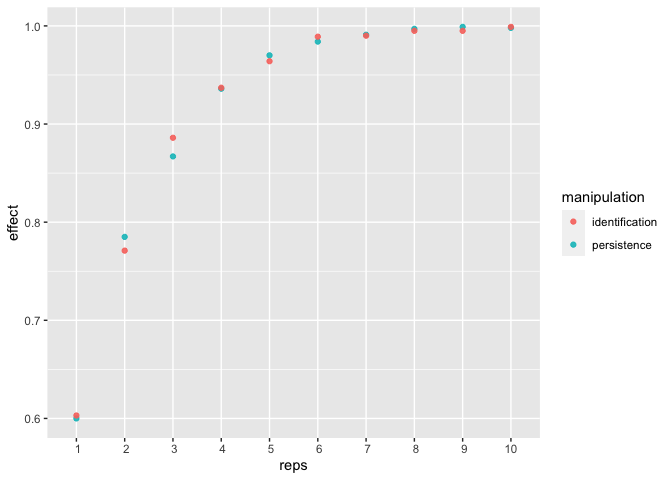 1.0
0.9
0.8
0.7
0.6
effect
1 2 3 4 5 6 7 8 9 10
reps
manipulation
identification
persistence